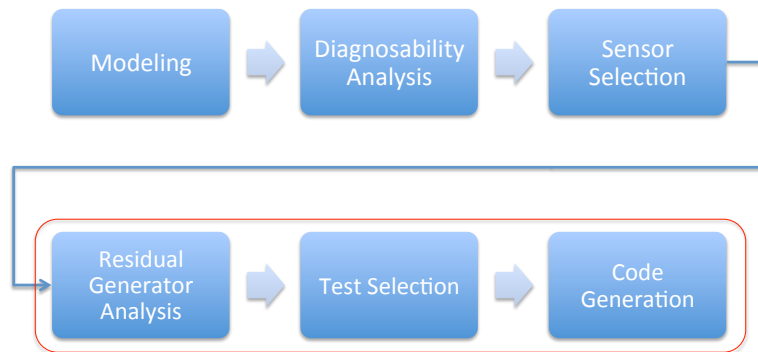 Modeling
Diagnosability
Analysis
Sensor
Selection
Residual
Generator
Analysis
Test Selection
Code
Generation